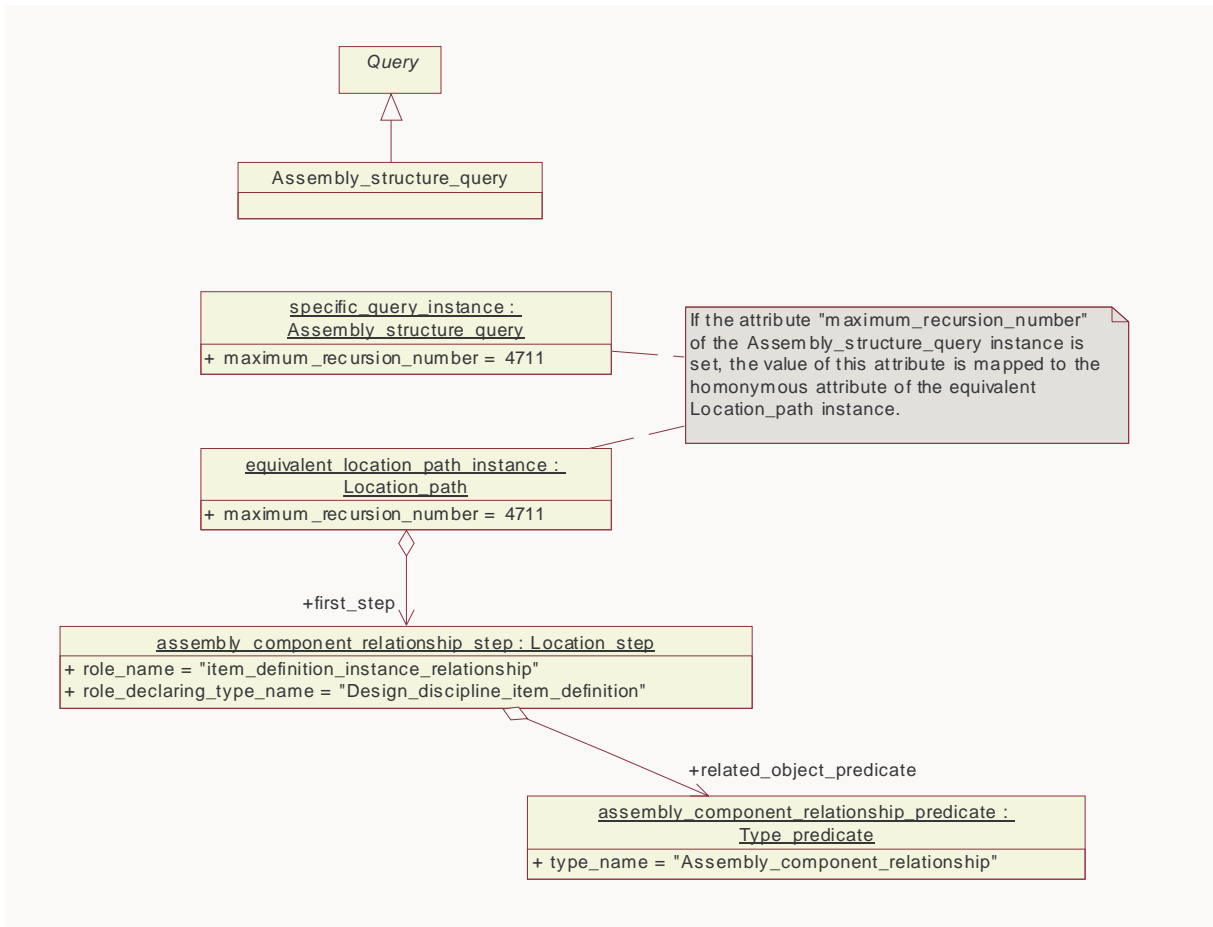 Query
Assembly_structure_query
specific_query_instance :
Assembly_structure_query
+ maximum_recursion_number = 4711
If the attribute "maximum_recursion_number"
of the Assembly_structure_query instance is
set, the value of this attribute is mapped to the
homonymous attribute of the equivalent
Location_path instance.
equivalent_location_path_instance :
Location_path
+ maximum_recursion_number = 4711
+first_step
assembly_component_relationship_step : Location_step
+ role_name = "item_definition_instance_relationship"
+ role_declaring_type_name = "Design_discipline_item_definition"
+related_object_predicate
assembly_component_relationship_predicate :
Type_predicate
+ type_name = "Assembly_component_relationship"